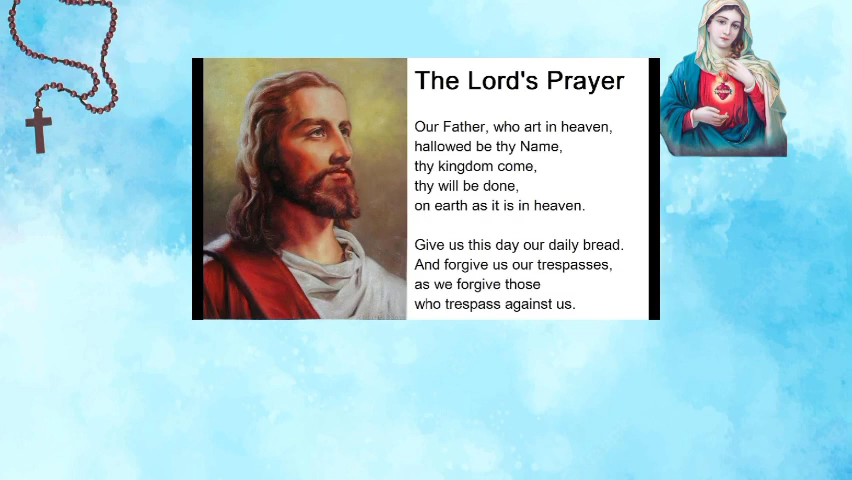 The Lord's Prayer
Our Father, who art in heaven,
hallowed be thy Name,
thy kingdom come,
thy will be done,
on earth as it is in heaven.
Give us this day our daily bread.
And forgive us our trespasses,
as we forgive those
who trespass against us.